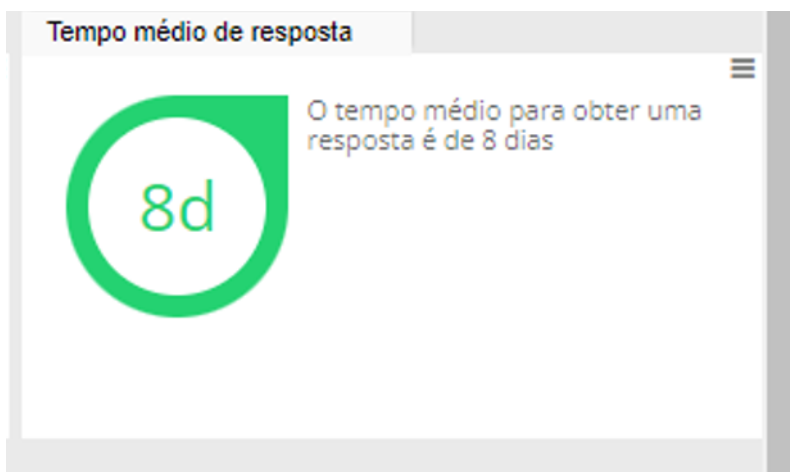 Tempo médio de resposta
O tempo médio para obter uma
resposta é de 8 dias
8d